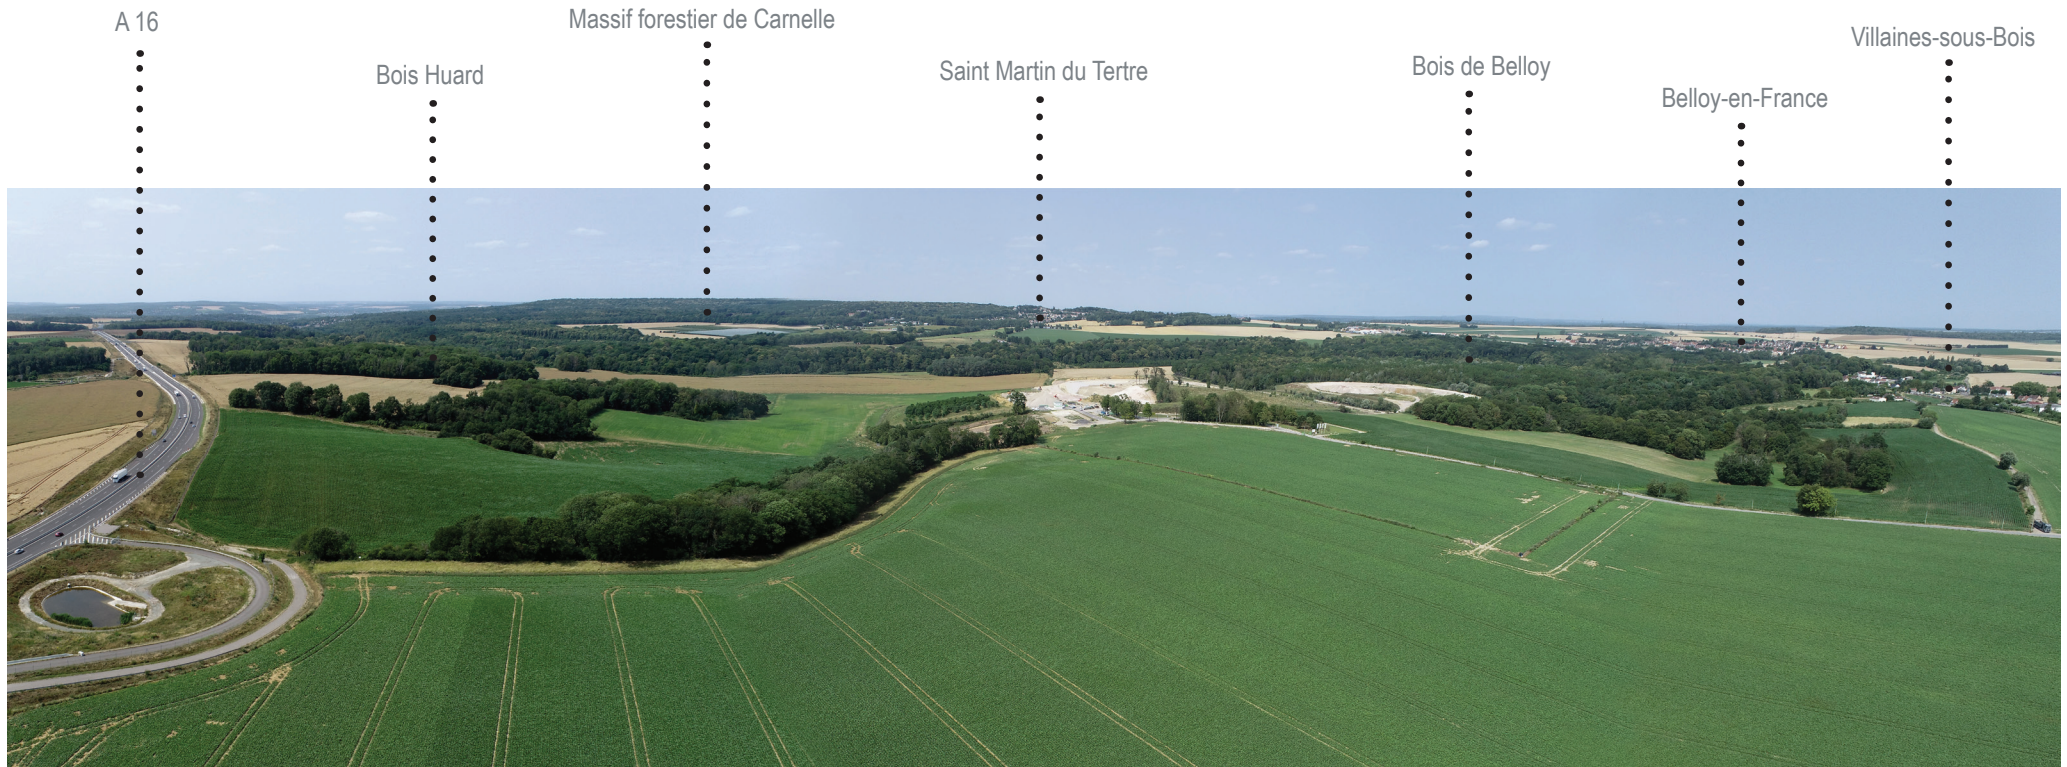 A 16
Bois Huard
Massif forestier de Carnelle
Saint Martin du Tertre
Bois de Belloy
Belloy-en-France
Villaines-sous-Bois